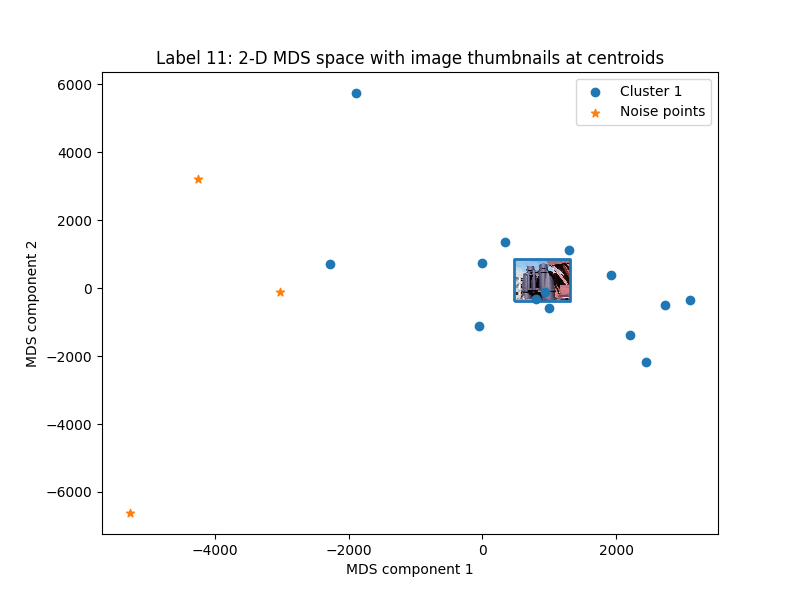 Label 11: 2-D MDS space with image thumbnails at centroids
Cluster 1
Noise points
6000
4000
2000
0
−2000
−4000
−6000
MDS component 2
−4000
−2000
0
2000
MDS component 1